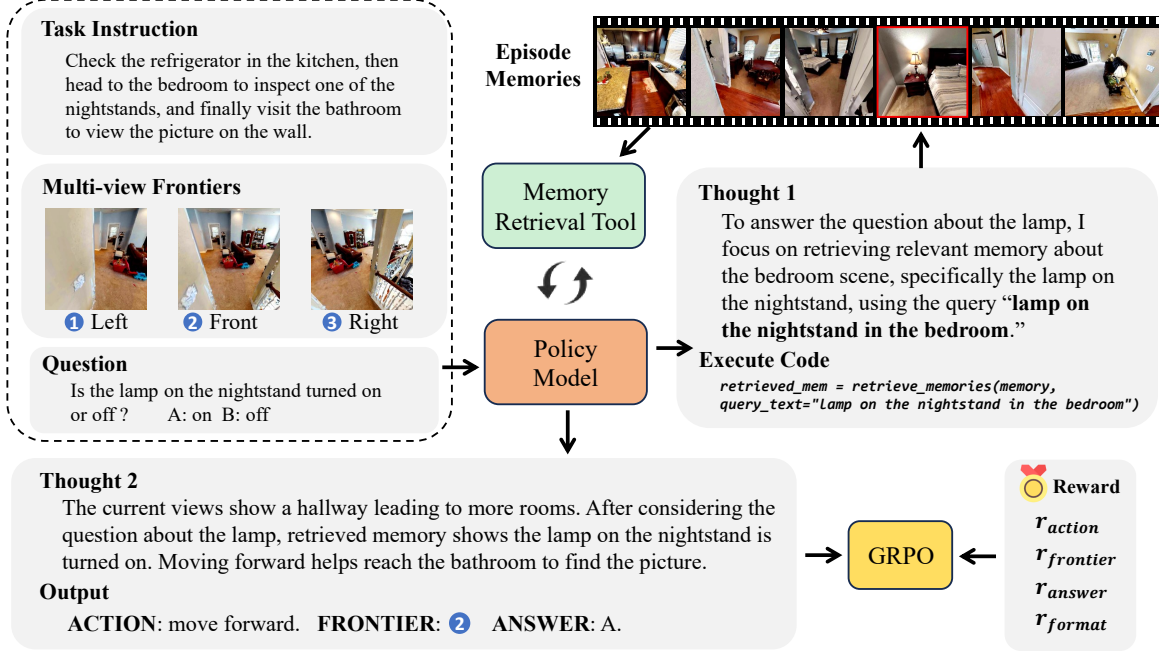 Task Instruction
Check the refrigerator in the kitchen, then
head to the bedroom to inspect one of the
nightstands, and finally visit the bathroom
to view the picture on the wall.
Multi-view Frontiers
1 Left
2 Front
3 Right
Question
Is the lamp on the nightstand turned on
or off ? A: on B: off
Episode
Memories
Memory
Retrieval Tool
Policy
Model
Thought 1
To answer the question about the lamp, I
focus on retrieving relevant memory about
the bedroom scene, specifically the lamp on
the nightstand, using the query “lamp on
the nightstand in the bedroom.”
Execute Code
retrieved_mem = retrieve_memories(memory,
query_text="lamp on the nightstand in the bedroom")
Thought 2
The current views show a hallway leading to more rooms. After considering the
question about the lamp, retrieved memory shows the lamp on the nightstand is
turned on. Moving forward helps reach the bathroom to find the picture.
Output
ACTION: move forward. FRONTIER: 2 ANSWER: A.
GRPO
Reward
r_action
r_frontier
r_answer
r_format